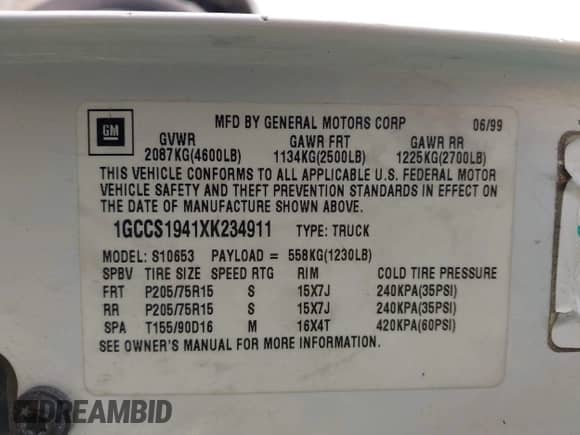 MFD BY GENERAL MOTORS CORP 06/99
GM
GVWR GAWR FRT GAWR RR
2087KG(4600LB) 1134KG(2500LB) 1225KG(2700LB)
THIS VEHICLE CONFORMS TO ALL APPLICABLE U.S. FEDERAL MOTOR
VEHICLE SAFETY AND THEFT PREVENTION STANDARDS IN EFFECT ON
THE DATE OF MANUFACTURE SHOWN ABOVE.
1GCCS1941XK234911 TYPE: TRUCK
MODEL: S10653 PAYLOAD = 558KG(1230LB)
SPBV TIRE SIZE SPEED RTG RIM COLD TIRE PRESSURE
FRT P205/75R15 S 15X7J 240KPA(35PSI)
RR P205/75R15 S 15X7J 240KPA(35PSI)
SPA T155/90D16 M 16X4T 420KPA(60PSI)
SEE OWNER'S MANUAL FOR MORE INFORMATION.
DREAMBID